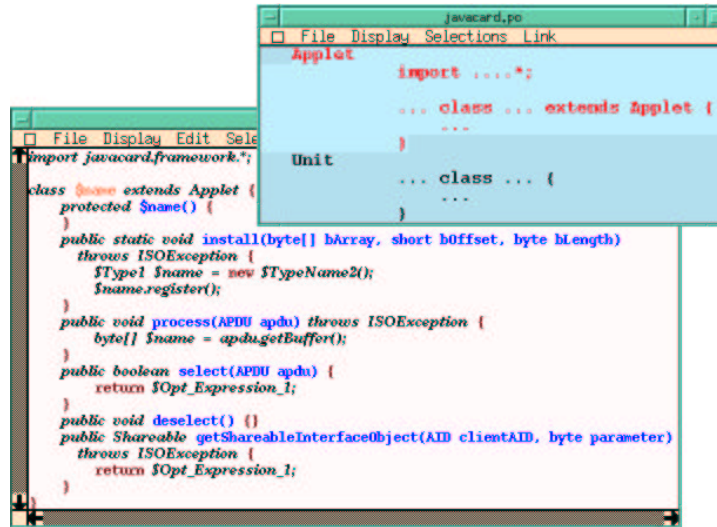 javacard.po
File Display Selections Link
Applet
import ....*;
... class ... extends Applet {
...
}
Unit
... class ... {
...
}
File Display Edit Sele
import javacard.framework.*;
class $name extends Applet {
protected $name() {
}
public static void install(byte[] bArray, short bOffset, byte bLength)
throws ISOException {
$Type1 $name = new $TypeName2();
$name.register();
}
public void process(APDU apdu) throws ISOException {
byte[] $name = apdu.getBuffer();
}
public boolean select(APDU apdu) {
return $Opt_Expression_1;
}
public void deselect() {}
public Shareable getShareableInterfaceObject(AID clientAID, byte parameter)
throws ISOException {
return $Opt_Expression_1;
}
}